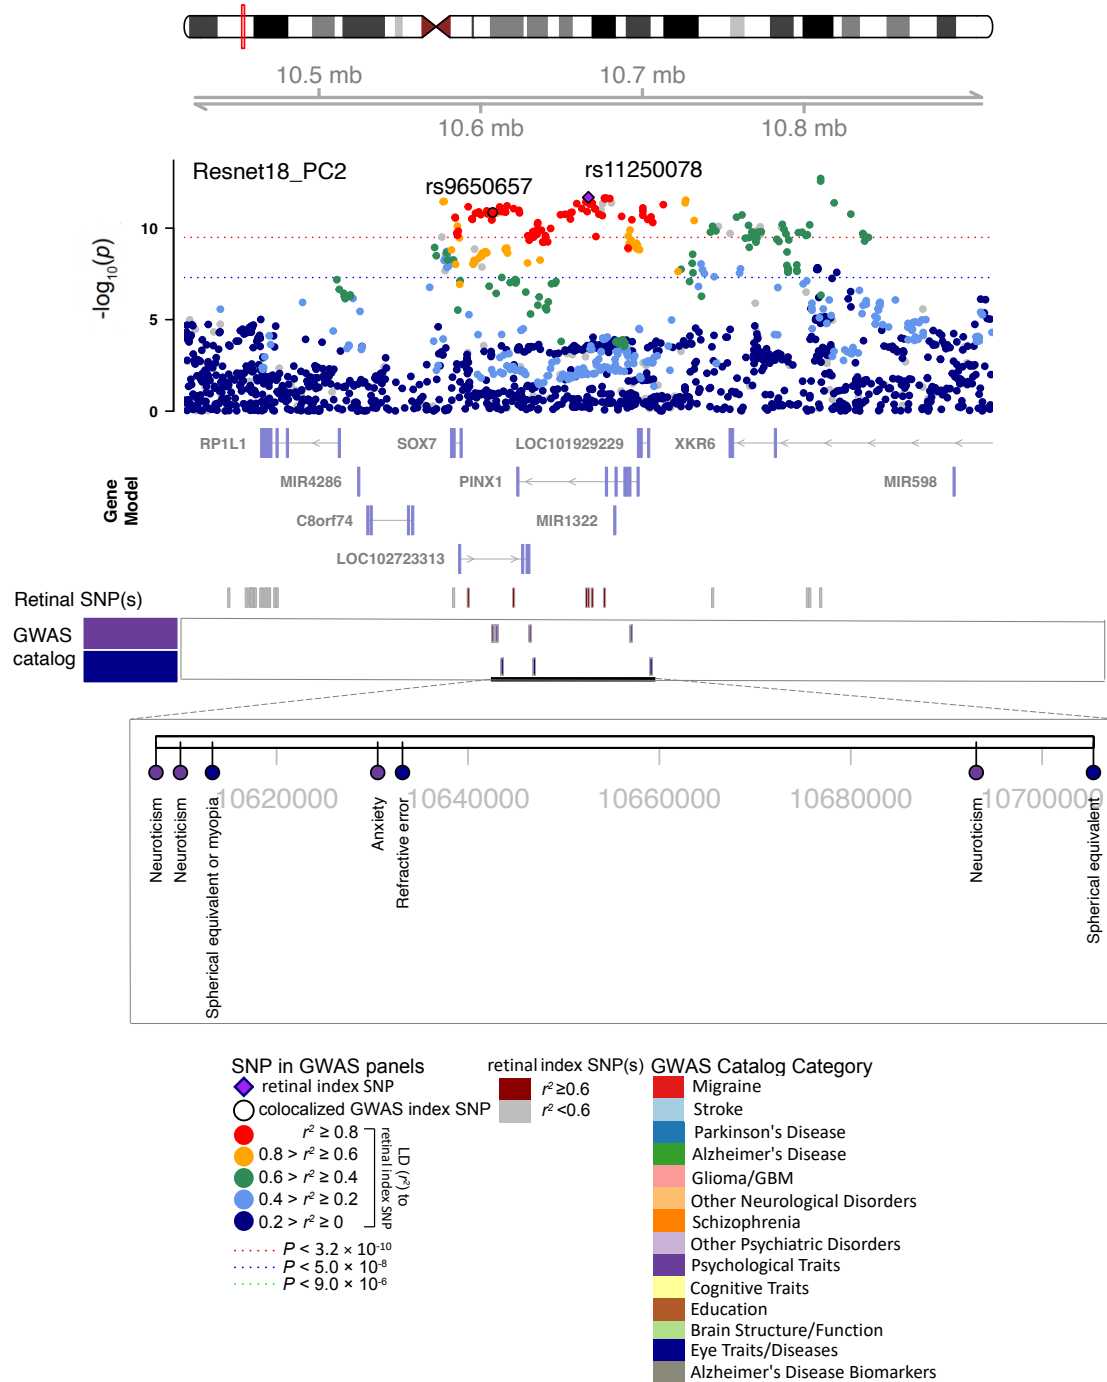 10.5 mb
10.7 mb
10.6 mb
10.8 mb
Resnet18_PC2
rs11250078
rs9650657
-log10(p)
10
5
0
RP1L1
SOX7
LOC101929229
XKR6
MIR4286
PINX1
MIR598
C8orf74
MIR1322
LOC102723313
Gene
Model
Retinal SNP(s)
GWAS
catalog
10620000
10640000
10660000
10680000
10700000
Neuroticism
Neuroticism
Spherical equivalent or myopia
Anxiety
Refractive error
Neuroticism
Spherical equivalent
SNP in GWAS panels
retinal index SNP
colocalized GWAS index SNP
r² ≥ 0.8
0.8 > r² ≥ 0.6
0.6 > r² ≥ 0.4
0.4 > r² ≥ 0.2
0.2 > r² ≥ 0
LD (r²) to
retinal index SNP
P < 3.2 × 10⁻¹⁰
P < 5.0 × 10⁻⁸
P < 9.0 × 10⁻⁶
retinal index SNP(s)
r² ≥0.6
r² <0.6
GWAS Catalog Category
Migraine
Stroke
Parkinson's Disease
Alzheimer's Disease
Glioma/GBM
Other Neurological Disorders
Schizophrenia
Other Psychiatric Disorders
Psychological Traits
Cognitive Traits
Education
Brain Structure/Function
Eye Traits/Diseases
Alzheimer's Disease Biomarkers